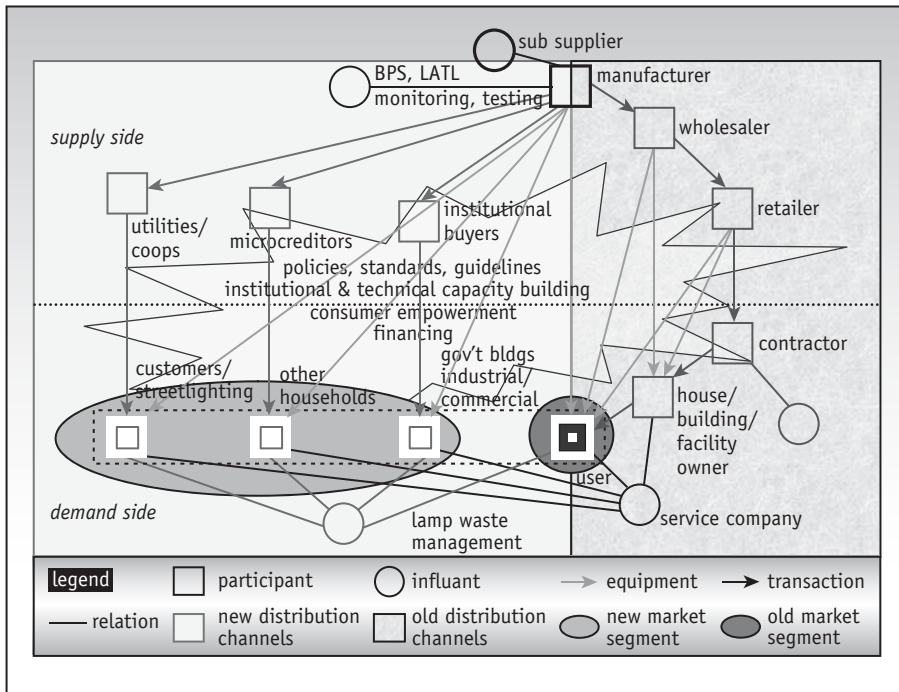 sub supplier
BPS, LATL
monitoring, testing
manufacturer
supply side
wholesaler
utilities/
coops
microcreditors
institutional
buyers
retailer
policies, standards, guidelines
institutional & technical capacity building
consumer empowerment
financing
customers/
streetlighting
other
households
gov't bldgs
industrial/
commercial
contractor
house/
building/
facility
owner
user
demand side
lamp waste
management
service company
legend
participant
influant
equipment
transaction
relation
new distribution
channels
old distribution
channels
new market
segment
old market
segment